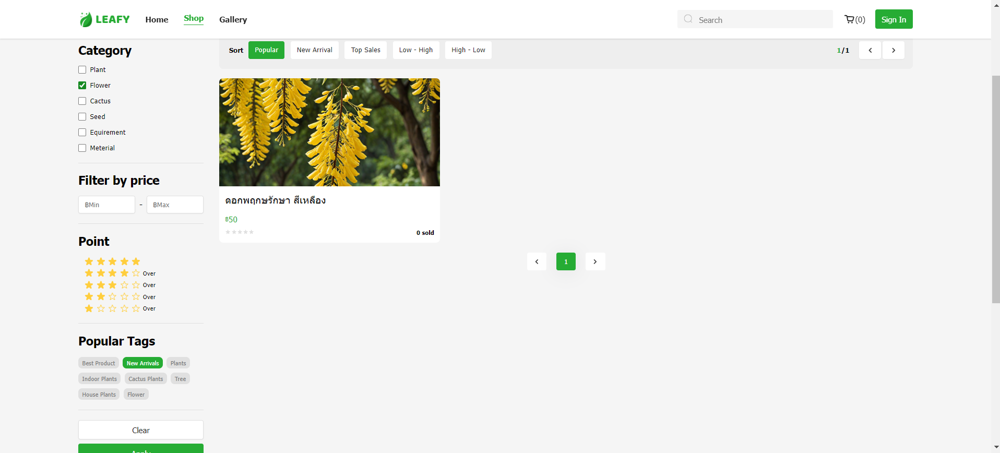 LEAFY
Home
Shop
Gallery
Search
(0)
Sign In
Category
Plant
Flower
Cactus
Seed
Equirement
Meterial
Filter by price
฿Min - ฿Max
Point
Over
Over
Over
Over
Popular Tags
Best Product New Arrivals Plants
Indoor Plants Cactus Plants Tree
House Plants Flower
Clear
Apply
Sort Popular New Arrival Top Sales Low - High High - Low
1/1
ดอกพฤกษรักษา สีเหลือง
฿50
0 sold
1